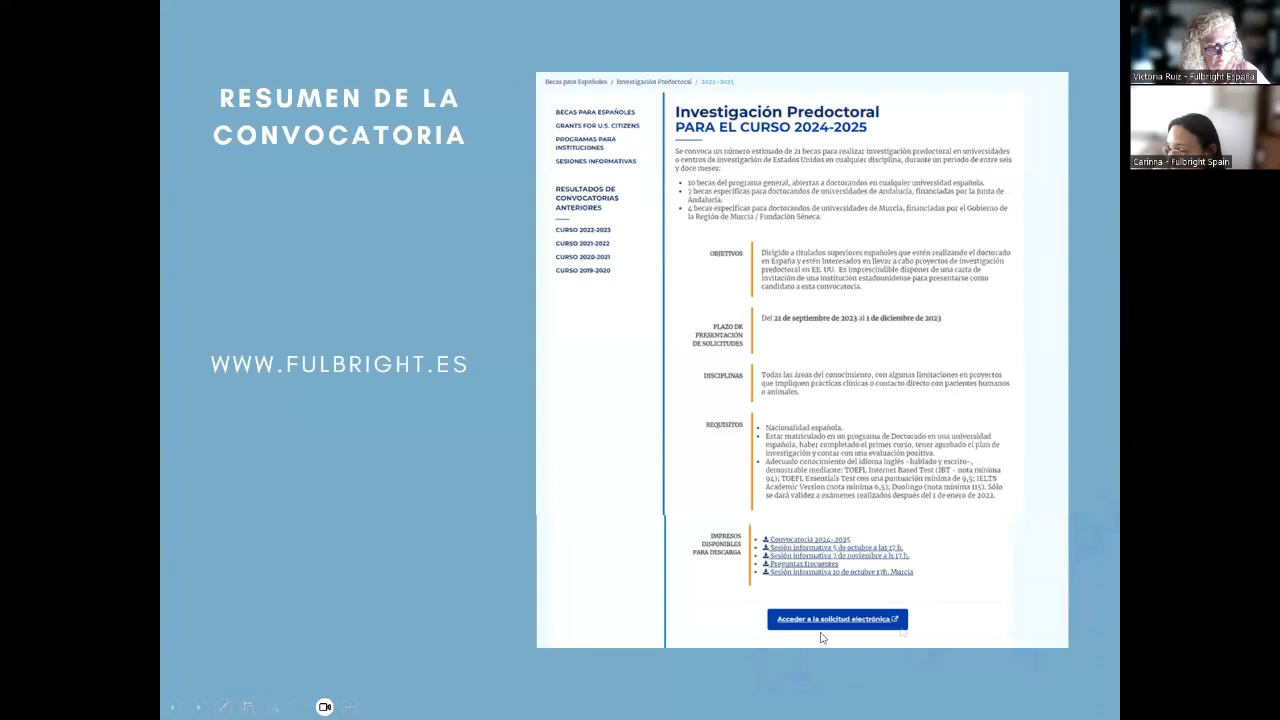 RESUMEN DE LA
CONVOCATORIA
WWW.FULBRIGHT.ES
Becas para Españoles / Investigación Predoctoral / 2024-2025
BECAS PARA ESPAÑOLES
GRANTS FOR U.S. CITIZENS
PROGRAMAS PARA
INSTITUCIONES
SESIONES INFORMATIVAS
RESULTADOS DE
CONVOCATORIAS
ANTERIORES
CURSO 2022-2023
CURSO 2021-2022
CURSO 2020-2021
CURSO 2019-2020
Investigación Predoctoral
PARA EL CURSO 2024-2025
Se convoca un número estimado de 21 becas para realizar investigación predoctoral en universidades
o centros de investigación de Estados Unidos en cualquier disciplina, durante un periodo de entre seis
y doce meses:
10 becas del programa general, abiertas a doctorandos en cualquier universidad española.
7 becas específicas para doctorandos de universidades de Andalucía, financiadas por la Junta de
Andalucía.
4 becas específicas para doctorandos de universidades de Murcia, financiadas por el Gobierno de
la Región de Murcia / Fundación Séneca.
OBJETIVOS
Dirigido a titulados superiores españoles que estén realizando el doctorado
en España y estén interesados en llevar a cabo proyectos de investigación
predoctoral en EE. UU. Es imprescindible disponer de una carta de
invitación de una institución estadounidense para presentarse como
candidato a esta convocatoria.
PLAZO DE
PRESENTACIÓN
DE SOLICITUDES
Del 21 de septiembre de 2023 al 1 de diciembre de 2023
DISCIPLINAS
Todas las áreas del conocimiento, con algunas limitaciones en proyectos
que impliquen prácticas clínicas o contacto directo con pacientes humanos
o animales.
REQUISITOS
Nacionalidad española.
Estar matriculado en un programa de Doctorado en una universidad
española, haber completado el primer curso, tener aprobado el plan de
investigación y contar con una evaluación positiva.
Adecuado conocimiento del idioma inglés -hablado y escrito-,
demostrable mediante: TOEFL Internet Based Test (IBT - nota mínima
94); TOEFL Essentials Test con una puntuación mínima de 9,5; IELTS
Academic Version (nota mínima 6,5); Duolingo (nota mínima 115). Sólo
se dará validez a exámenes realizados después del 1 de enero de 2022.
IMPRESOS
DISPONIBLES
PARA DESCARGA
Convocatoria 2024-2025
Sesión informativa 5 de octubre a las 17 h.
Sesión informativa 7 de noviembre a ls 17 h.
Preguntas frecuentes
Sesión informativa 10 de octubre 17h. Murcia
Acceder a la solicitud electrónica
Victoria Ruiz - Fulbright España
Carinna - Fulbright Spain